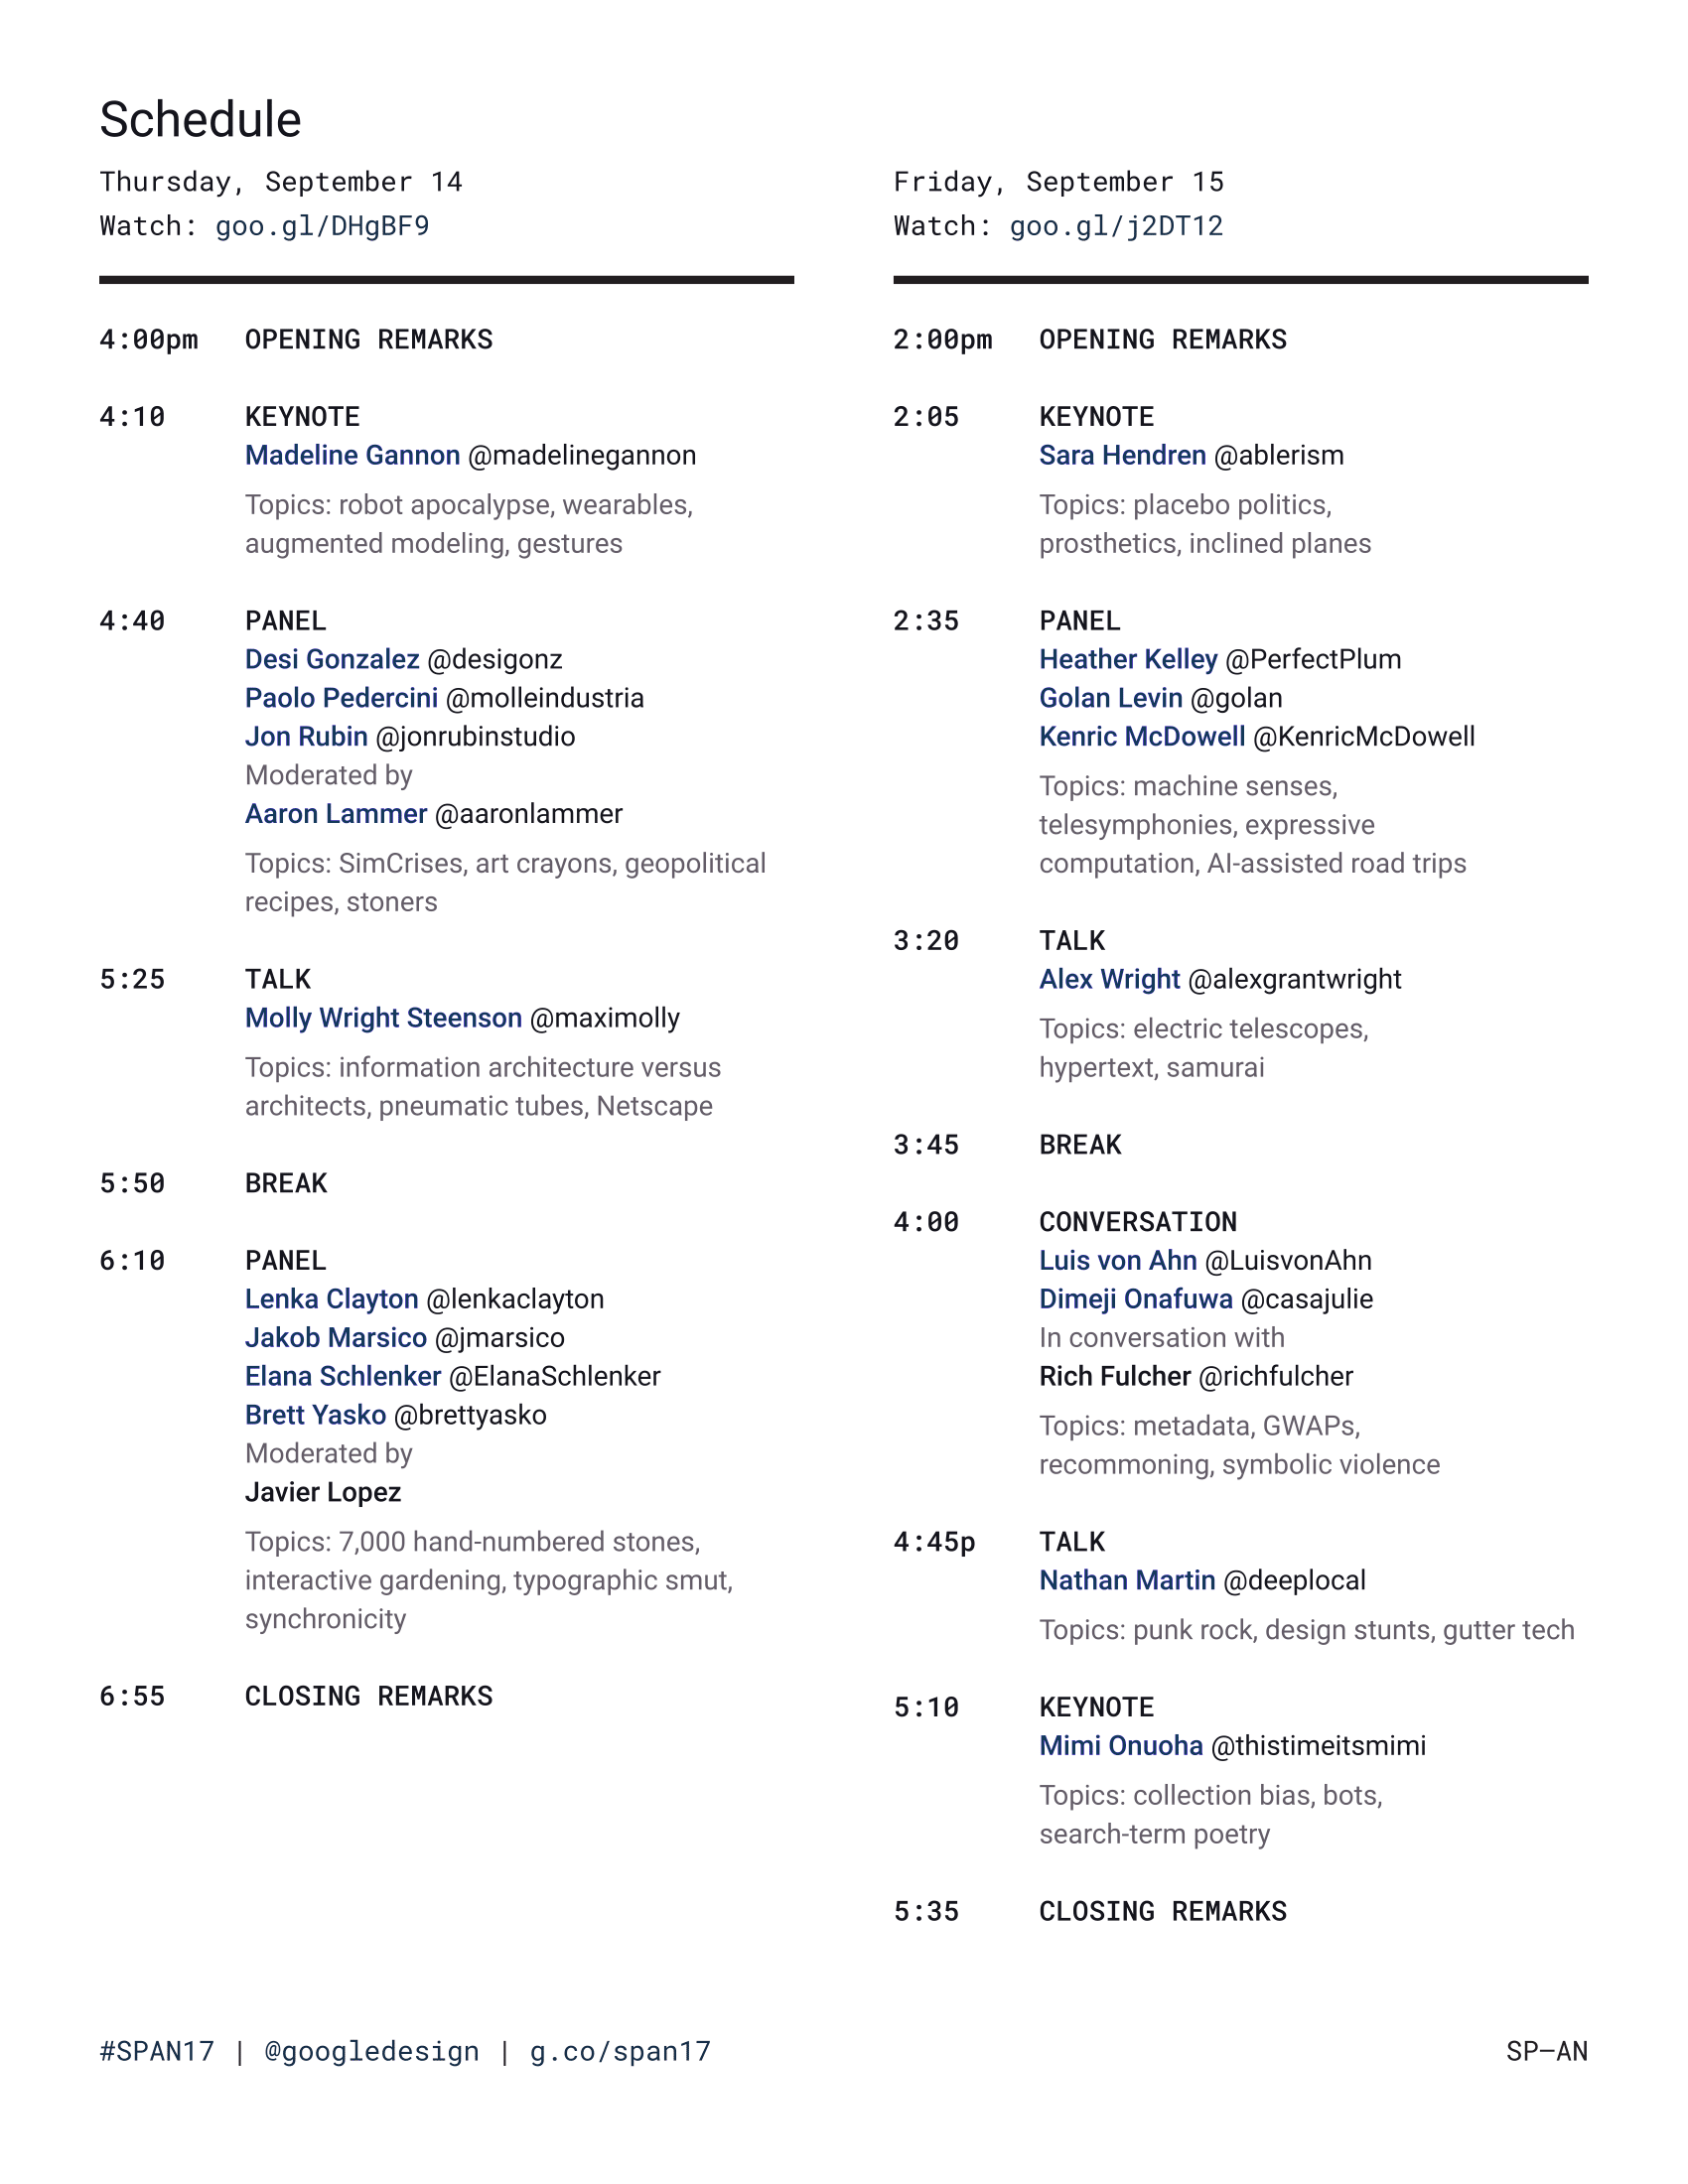 Schedule
Thursday, September 14
Watch: goo.gl/DHgBF9
4:00pm OPENING REMARKS
4:10 KEYNOTE
Madeline Gannon @madelinegannon
Topics: robot apocalypse, wearables,
augmented modeling, gestures
4:40 PANEL
Desi Gonzalez @desigonz
Paolo Pedercini @molleindustria
Jon Rubin @jonrubinstudio
Moderated by
Aaron Lammer @aaronlammer
Topics: SimCrises, art crayons, geopolitical
recipes, stoners
5:25 TALK
Molly Wright Steenson @maximolly
Topics: information architecture versus
architects, pneumatic tubes, Netscape
5:50 BREAK
6:10 PANEL
Lenka Clayton @lenkaclayton
Jakob Marsico @jmarsico
Elana Schlenker @ElanaSchlenker
Brett Yasko @brettyasko
Moderated by
Javier Lopez
Topics: 7,000 hand-numbered stones,
interactive gardening, typographic smut,
synchronicity
6:55 CLOSING REMARKS
Friday, September 15
Watch: goo.gl/j2DT12
2:00pm OPENING REMARKS
2:05 KEYNOTE
Sara Hendren @ablerism
Topics: placebo politics,
prosthetics, inclined planes
2:35 PANEL
Heather Kelley @PerfectPlum
Golan Levin @golan
Kenric McDowell @KenricMcDowell
Topics: machine senses,
telesymphonies, expressive
computation, AI-assisted road trips
3:20 TALK
Alex Wright @alexgrantwright
Topics: electric telescopes,
hypertext, samurai
3:45 BREAK
4:00 CONVERSATION
Luis von Ahn @LuisvonAhn
Dimeji Onafuwa @casajulie
In conversation with
Rich Fulcher @richfulcher
Topics: metadata, GWAPs,
recommoning, symbolic violence
4:45p TALK
Nathan Martin @deeplocal
Topics: punk rock, design stunts, gutter tech
5:10 KEYNOTE
Mimi Onuoha @thistimeitsmimi
Topics: collection bias, bots,
search-term poetry
5:35 CLOSING REMARKS
#SPAN17 | @googledesign | g.co/span17
SP—AN